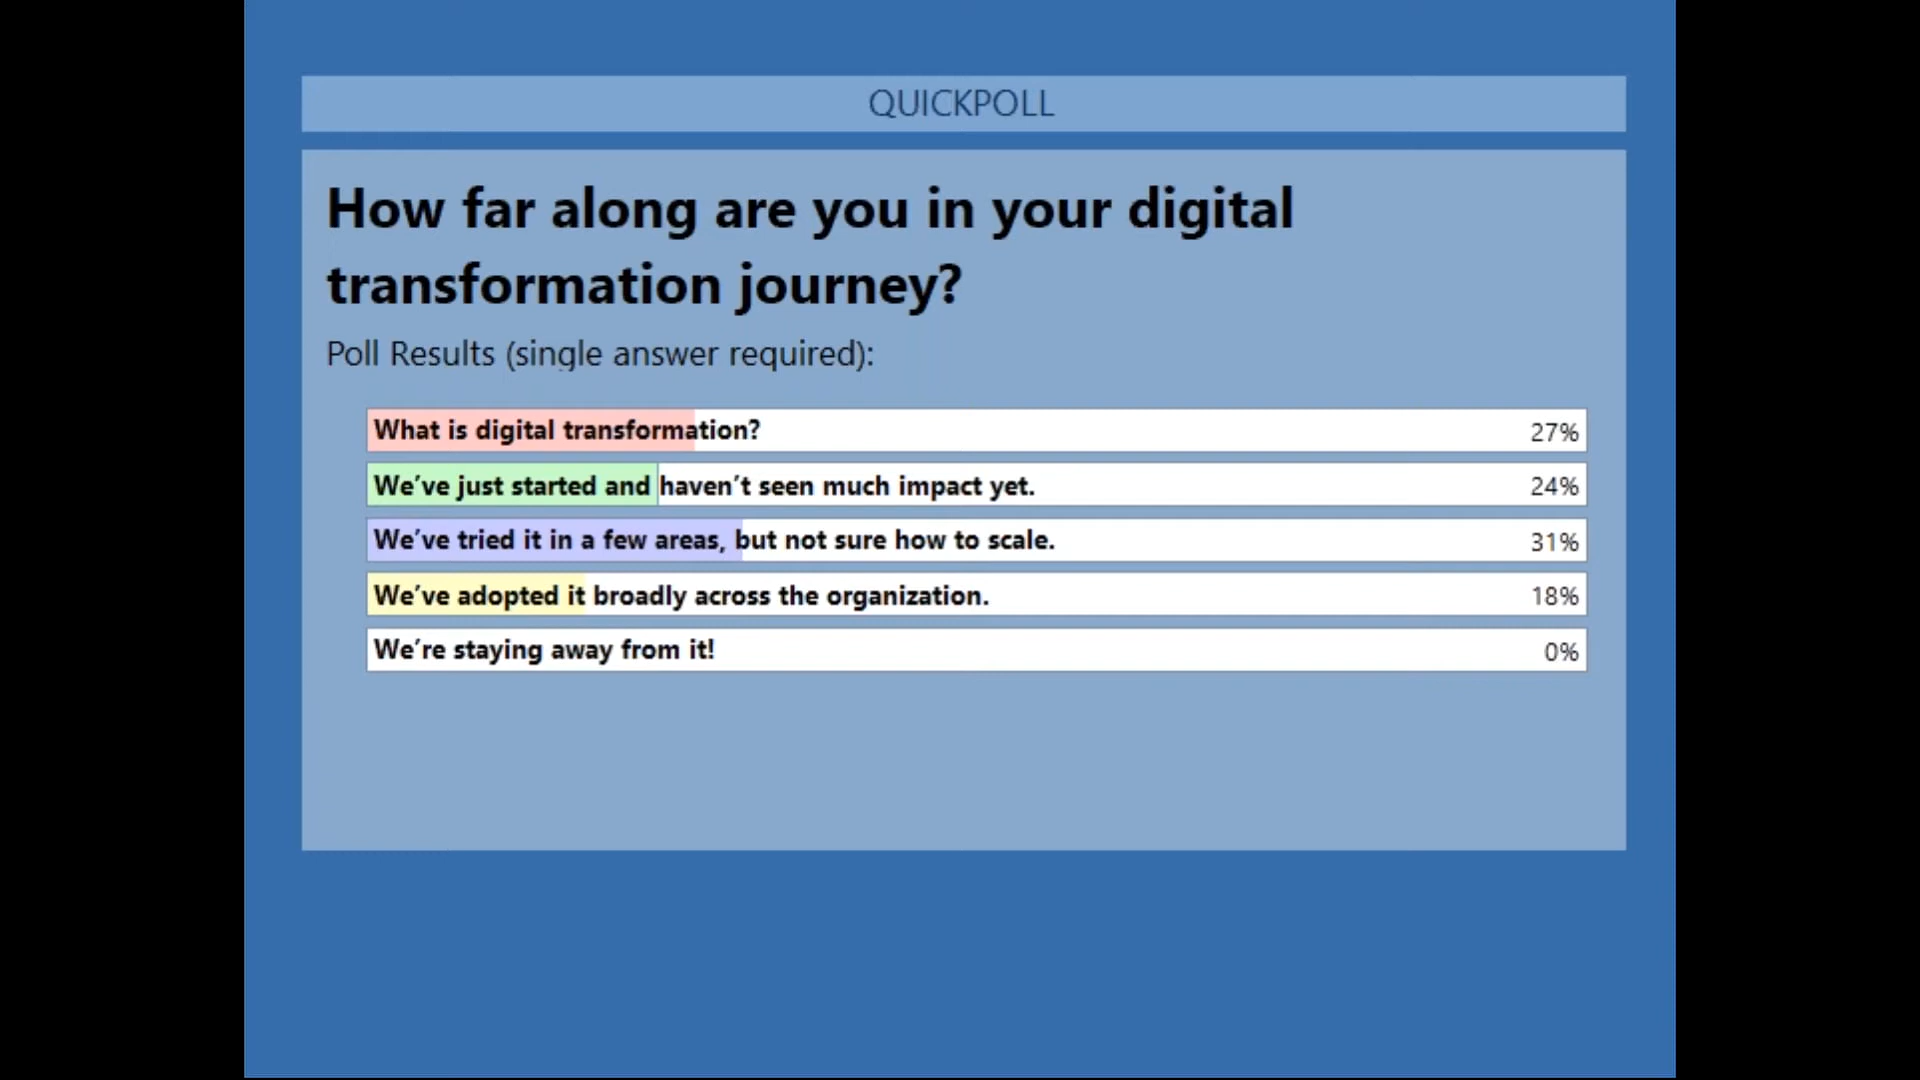 QUICKPOLL
How far along are you in your digital
transformation journey?
Poll Results (single answer required):
What is digital transformation? 27%
We’ve just started and haven’t seen much impact yet. 24%
We’ve tried it in a few areas, but not sure how to scale. 31%
We’ve adopted it broadly across the organization. 18%
We’re staying away from it! 0%